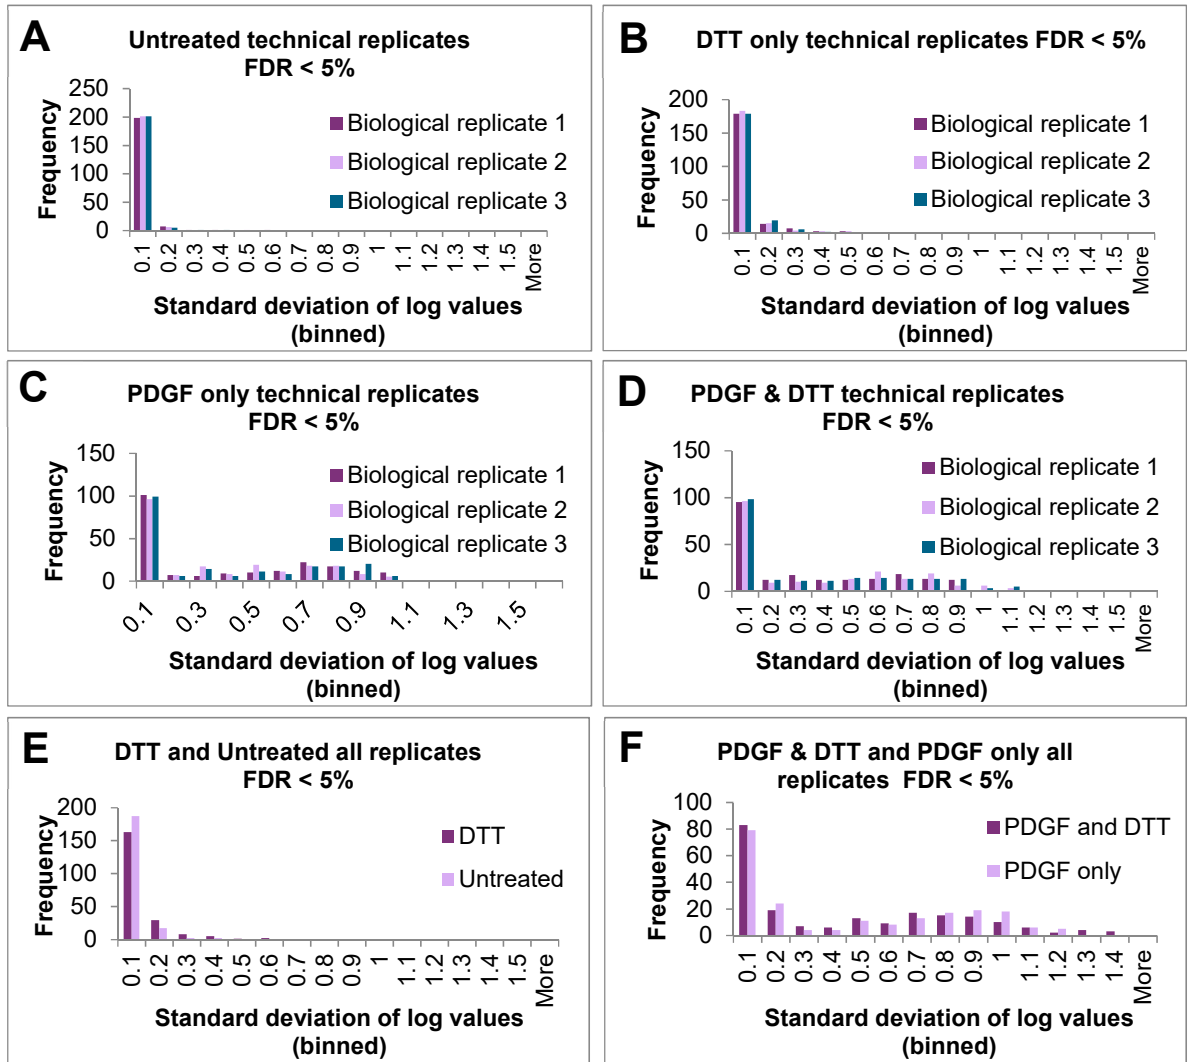 A
Untreated technical replicates
FDR < 5%
250
200
150
100
50
0
Frequency
Biological replicate 1
Biological replicate 2
Biological replicate 3
0.1
0.2
0.3
0.4
0.5
0.6
0.7
0.8
0.9
1
1.1
1.2
1.3
1.4
1.5
More
Standard deviation of log values
(binned)
B
DTT only technical replicates FDR < 5%
200
150
100
50
0
Frequency
Biological replicate 1
Biological replicate 2
Biological replicate 3
0.1
0.2
0.3
0.4
0.5
0.6
0.7
0.8
0.9
1
1.1
1.2
1.3
1.4
1.5
More
Standard deviation of log values
(binned)
C
PDGF only technical replicates
FDR < 5%
150
100
50
0
Frequency
Biological replicate 1
Biological replicate 2
Biological replicate 3
0.1
0.3
0.5
0.7
0.9
1.1
1.3
1.5
Standard deviation of log values
(binned)
D
PDGF & DTT technical replicates
FDR < 5%
150
100
50
0
Frequency
Biological replicate 1
Biological replicate 2
Biological replicate 3
0.1
0.2
0.3
0.4
0.5
0.6
0.7
0.8
0.9
1
1.1
1.2
1.3
1.4
1.5
More
Standard deviation of log values
(binned)
E
DTT and Untreated all replicates
FDR < 5%
200
150
100
50
0
Frequency
DTT
Untreated
0.1
0.2
0.3
0.4
0.5
0.6
0.7
0.8
0.9
1
1.1
1.2
1.3
1.4
1.5
More
Standard deviation of log values
(binned)
F
PDGF & DTT and PDGF only all
replicates FDR < 5%
100
80
60
40
20
0
Frequency
PDGF and DTT
PDGF only
0.1
0.2
0.3
0.4
0.5
0.6
0.7
0.8
0.9
1
1.1
1.2
1.3
1.4
More
Standard deviation of log values
(binned)